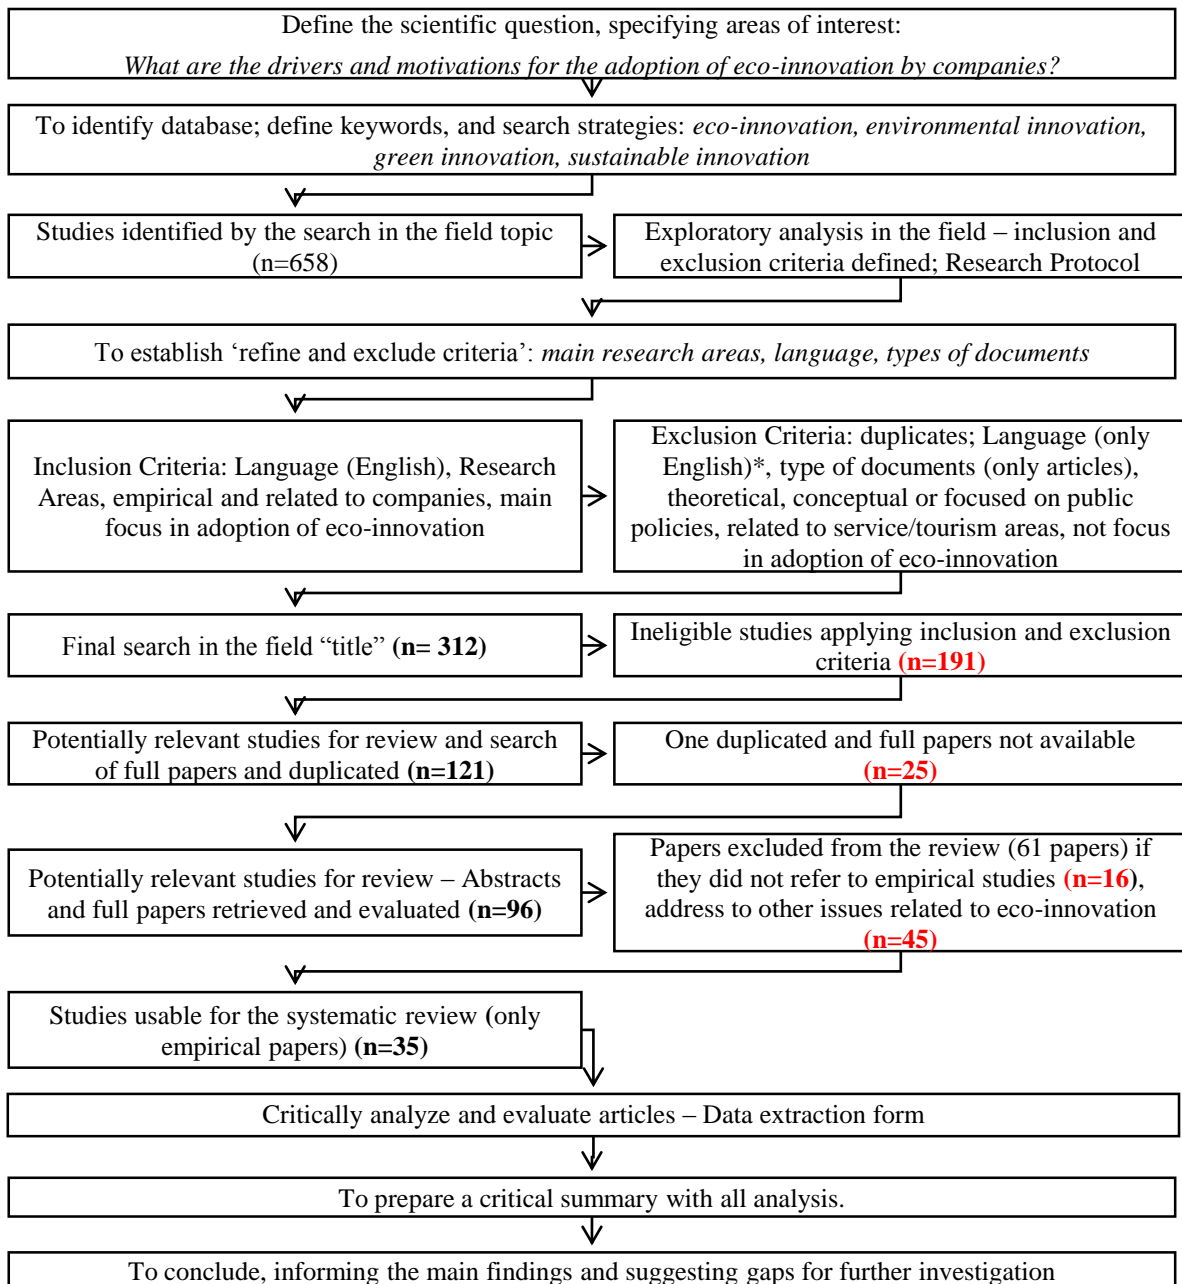 Define the scientific question, specifying areas of interest:
What are the drivers and motivations for the adoption of eco-innovation by companies?
To identify database; define keywords, and search strategies: eco-innovation, environmental innovation,
green innovation, sustainable innovation
Studies identified by the search in the field topic
(n=658)
Exploratory analysis in the field – inclusion and
exclusion criteria defined; Research Protocol
To establish ‘refine and exclude criteria’: main research areas, language, types of documents
Inclusion Criteria: Language (English), Research
Areas, empirical and related to companies, main
focus in adoption of eco-innovation
Exclusion Criteria: duplicates; Language (only
English)*, type of documents (only articles),
theoretical, conceptual or focused on public
policies, related to service/tourism areas, not focus
in adoption of eco-innovation
Final search in the field “title” (n= 312)
Ineligible studies applying inclusion and exclusion
criteria (n=191)
Potentially relevant studies for review and search
of full papers and duplicated (n=121)
One duplicated and full papers not available
(n=25)
Potentially relevant studies for review – Abstracts
and full papers retrieved and evaluated (n=96)
Papers excluded from the review (61 papers) if
they did not refer to empirical studies (n=16),
address to other issues related to eco-innovation
(n=45)
Studies usable for the systematic review (only
empirical papers) (n=35)
Critically analyze and evaluate articles – Data extraction form
To prepare a critical summary with all analysis.
To conclude, informing the main findings and suggesting gaps for further investigation